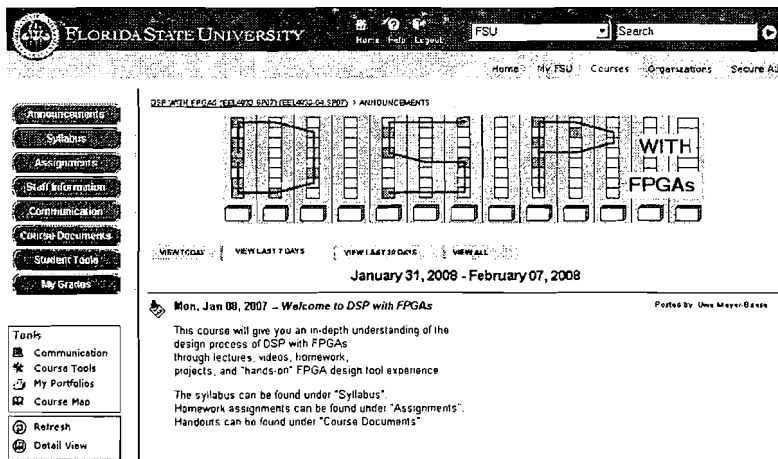 FLORIDA STATE UNIVERSITY
Home Help Logout
FSU
Search
Home My FSU Courses Organizations Secure A
DSP WITH FPGAS (EEL4930.SP07) (EEL4930-04.SP07) > ANNOUNCEMENTS
Announcements
Syllabus
Assignments
Staff Information
Communication
Course Documents
Student Tools
My Grades
WITH
FPGAs
VIEW TODAY VIEW LAST 7 DAYS VIEW LAST 30 DAYS VIEW ALL
January 31, 2008 - February 07, 2008
Mon, Jan 08, 2007 – Welcome to DSP with FPGAs
Posted by: Uwe Meyer-Baese
This course will give you an in-depth understanding of the
design process of DSP with FPGAs
through lectures, videos, homework,
projects, and "hands-on" FPGA design tool experience
The syllabus can be found under "Syllabus".
Homework assignments can be found under "Assignments".
Handouts can be found under "Course Documents"
Tools
Communication
Course Tools
My Portfolios
Course Map
Refresh
Detail View